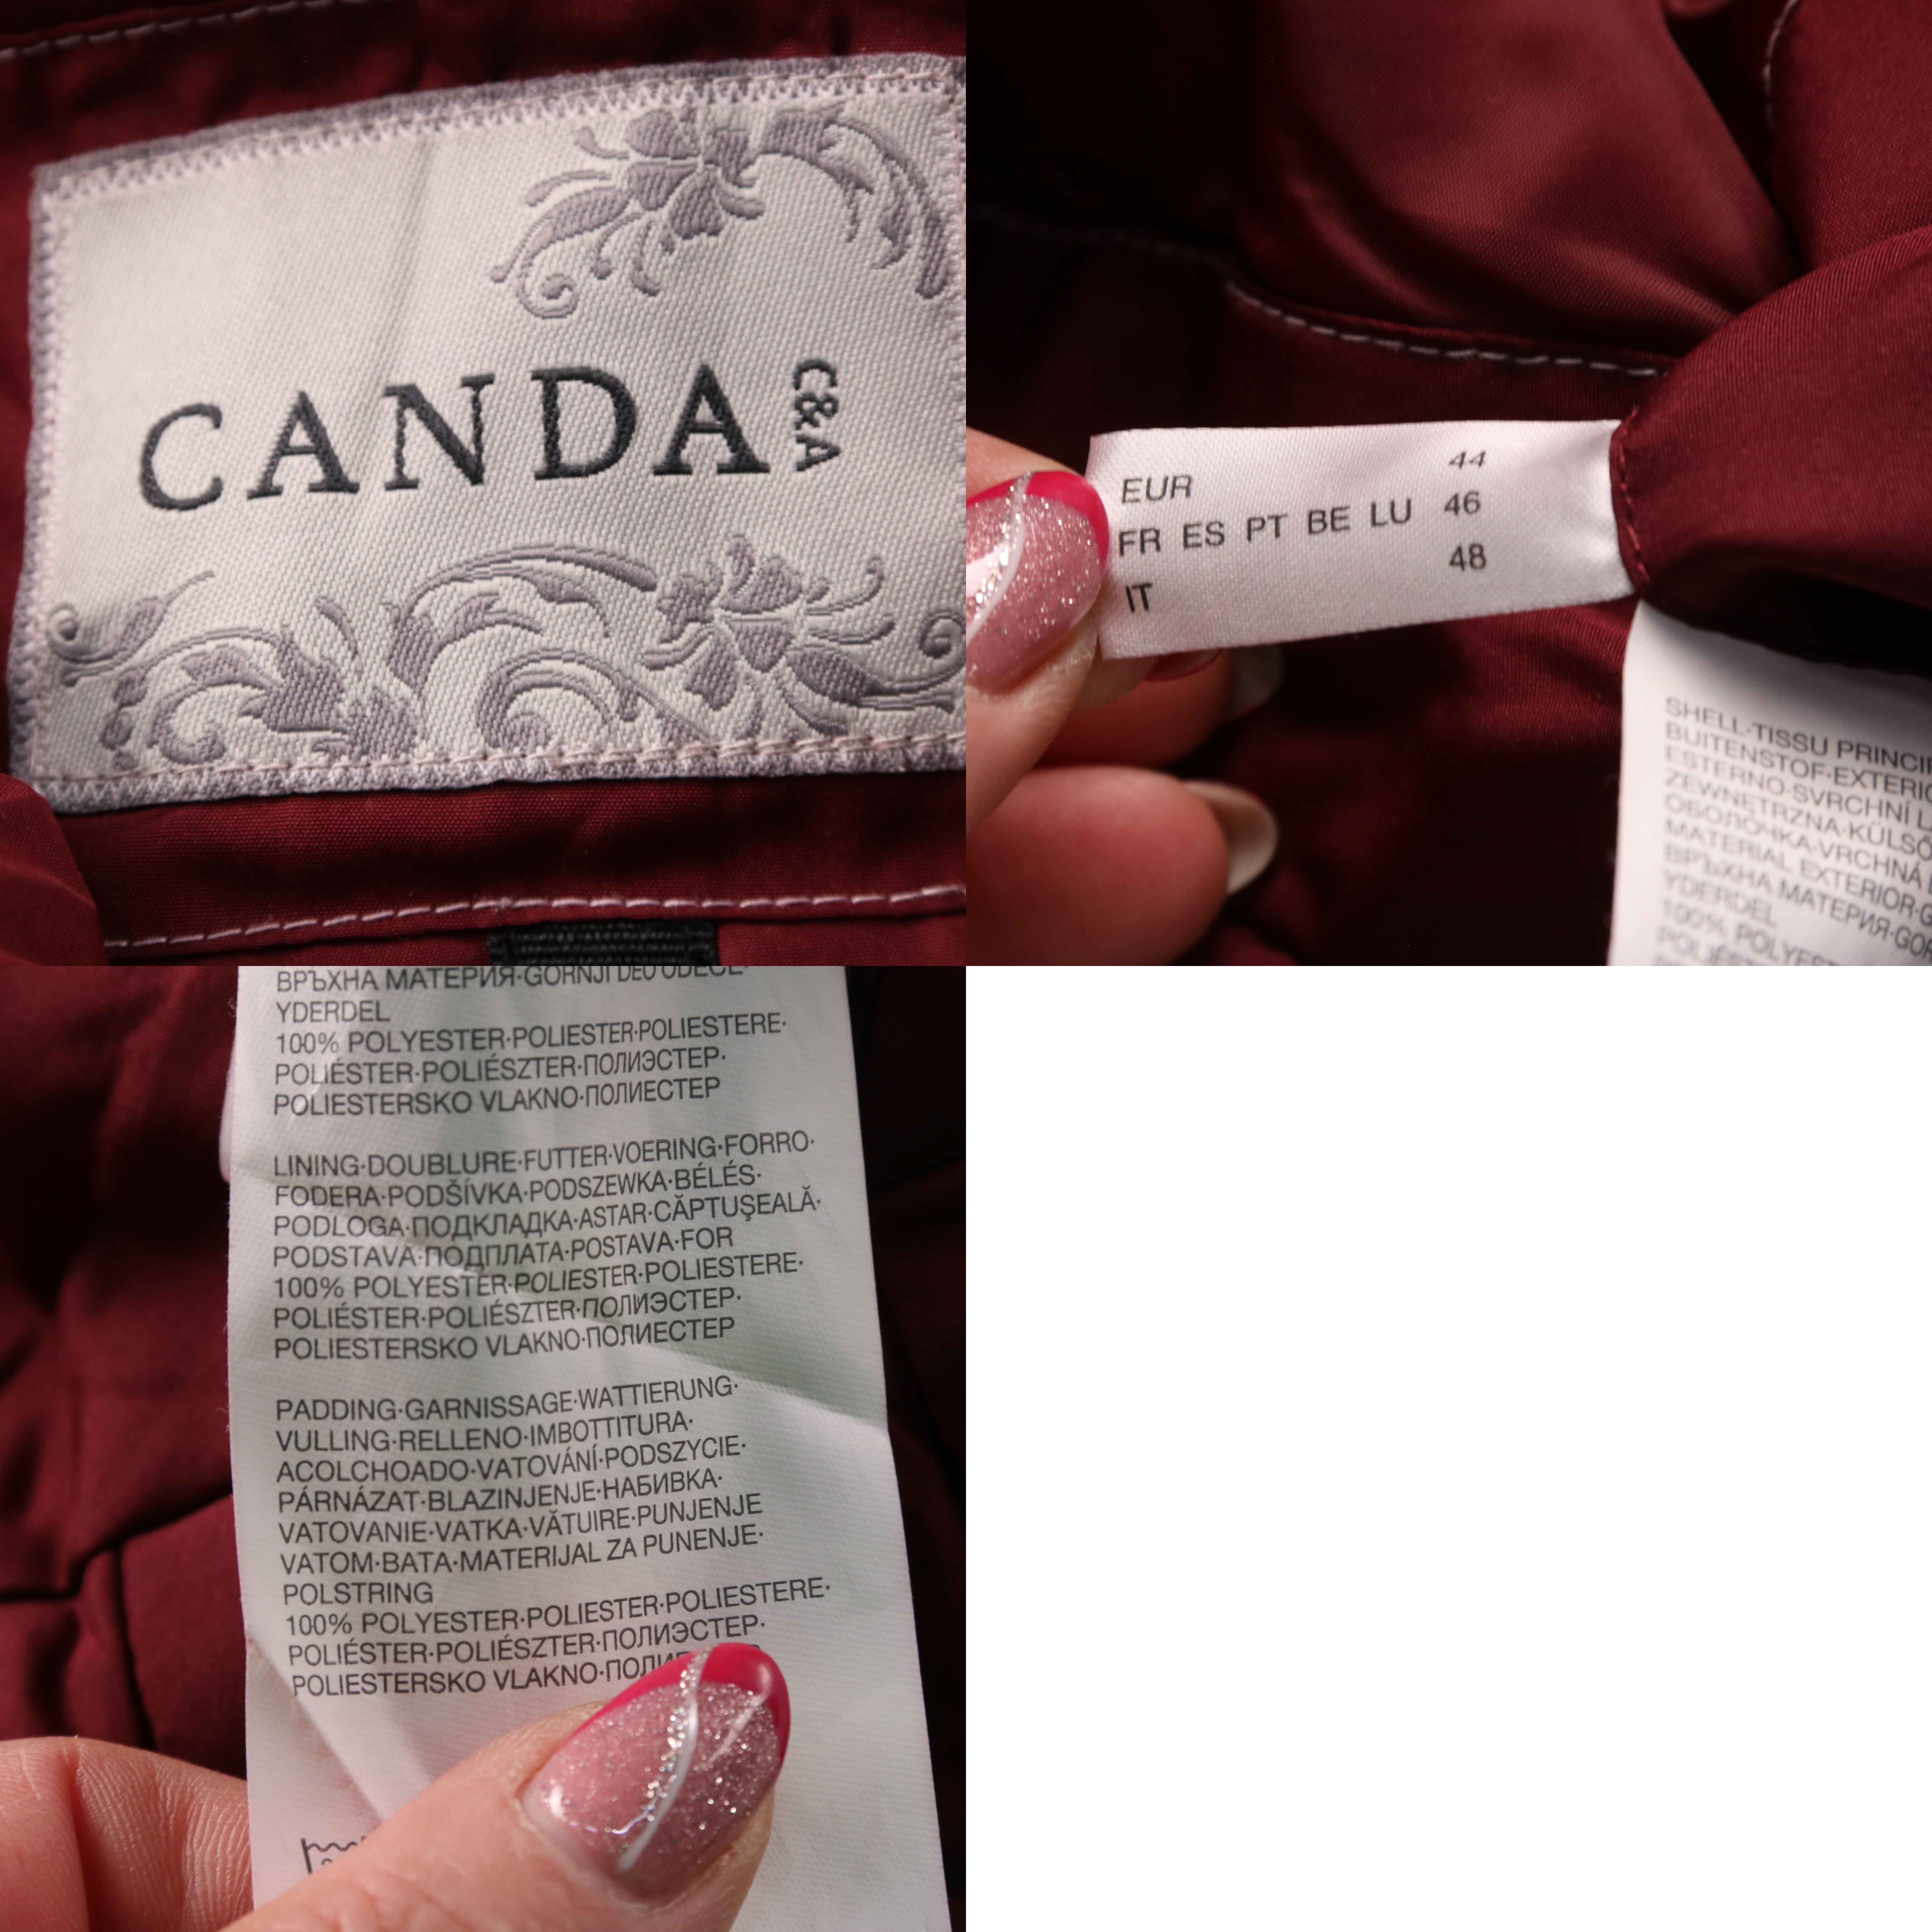 CANDA
C&A
EUR 44
FR ES PT BE LU 46
IT 48
SHELL·TISSU
BUITENSTOF·
ESTERNO·SVRCHNÍ
ZEWNĘTRZNA·
ОБОЛОЧКА·VRCHNÁ
MATERIAL EXTERIOR·
ВРЪХНА МАТЕРИЯ·
YDERDEL
100%
ВРЪХНА МАТЕРИЯ·GORNJI DEO ODEĆE·
YDERDEL
100% POLYESTER·POLIESTER·POLIESTERE·
POLIÉSTER·POLIÉSZTER·ПОЛИЭСТЕР·
POLIESTERSKO VLAKNO·ПОЛИЕСТЕР
LINING·DOUBLURE·FUTTER·VOERING·FORRO·
FODERA·PODŠÍVKA·PODSZEWKA·BÉLÉS·
PODLOGA·ПОДКЛАДКА·ASTAR·CĂPTUŞEALĂ·
PODSTAVA·ПОДПЛАТА·POSTAVA·FOR
100% POLYESTER·POLIESTER·POLIESTERE·
POLIÉSTER·POLIÉSZTER·ПОЛИЭСТЕР·
POLIESTERSKO VLAKNO·ПОЛИЕСТЕР
PADDING·GARNISSAGE·WATTIERUNG·
VULLING·RELLENO·IMBOTTITURA·
ACOLCHOADO·VATOVÁNÍ·PODSZYCIE·
PÁRNÁZAT·BLAZINJENJE·НАБИВКА·
VATOVANIE·VATKA·VĂTUIRE·PUNJENJE
VATOM·ВАТА·MATERIJAL ZA PUNENJE·
POLSTRING
100% POLYESTER·POLIESTER·POLIESTERE·
POLIÉSTER·POLIÉSZTER·ПОЛИЭСТЕР·
POLIESTERSKO VLAKNO·